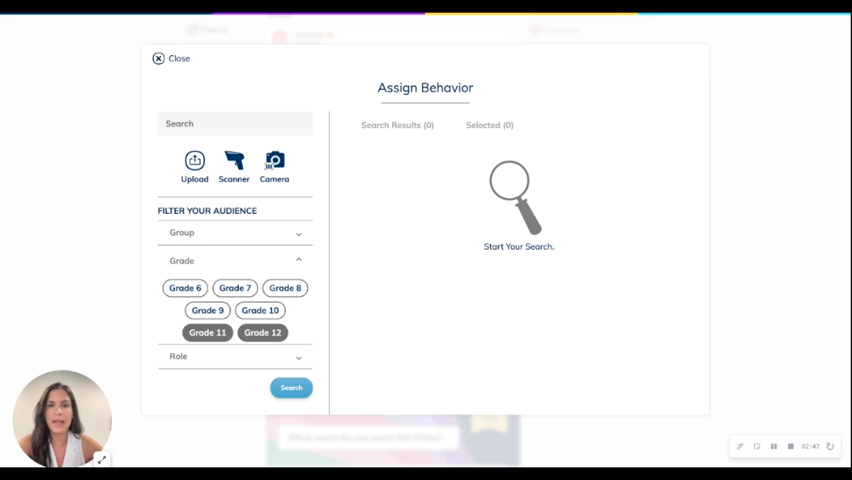 Close
Assign Behavior
Search
Search Results (0) Selected (0)
Upload Scanner Camera
FILTER YOUR AUDIENCE
Group
Start Your Search.
Grade
Grade 6 Grade 7 Grade 8
Grade 9 Grade 10
Grade 11 Grade 12
Role
Search
02:47